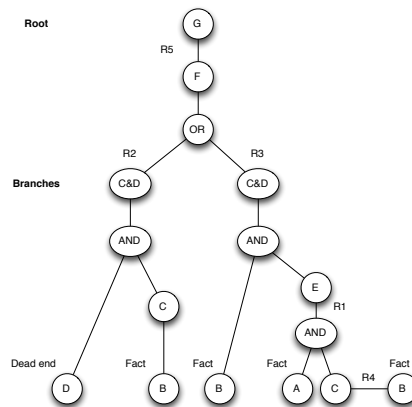 Root
G
R5
F
OR
R2
R3
Branches
C&D
C&D
AND
AND
E
C
R1
AND
Dead end
Fact
Fact
Fact
R4
Fact
D
B
B
A
C
B